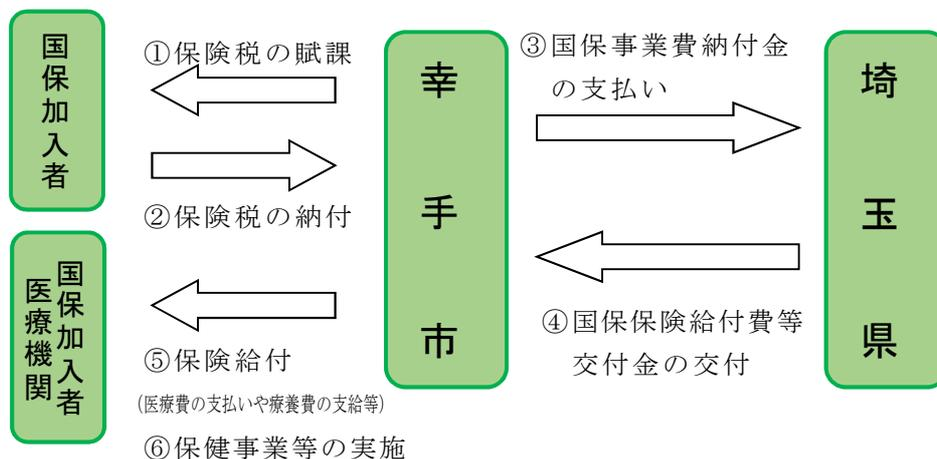 国保加入者
国保加入者
医療機関
①保険税の賦課
②保険税の納付
⑤保険給付
(医療費の支払いや療養費の支給等)
⑥保健事業等の実施
幸手市
③国保事業費納付金
の支払い
④国保保険給付費等
交付金の交付
埼玉県